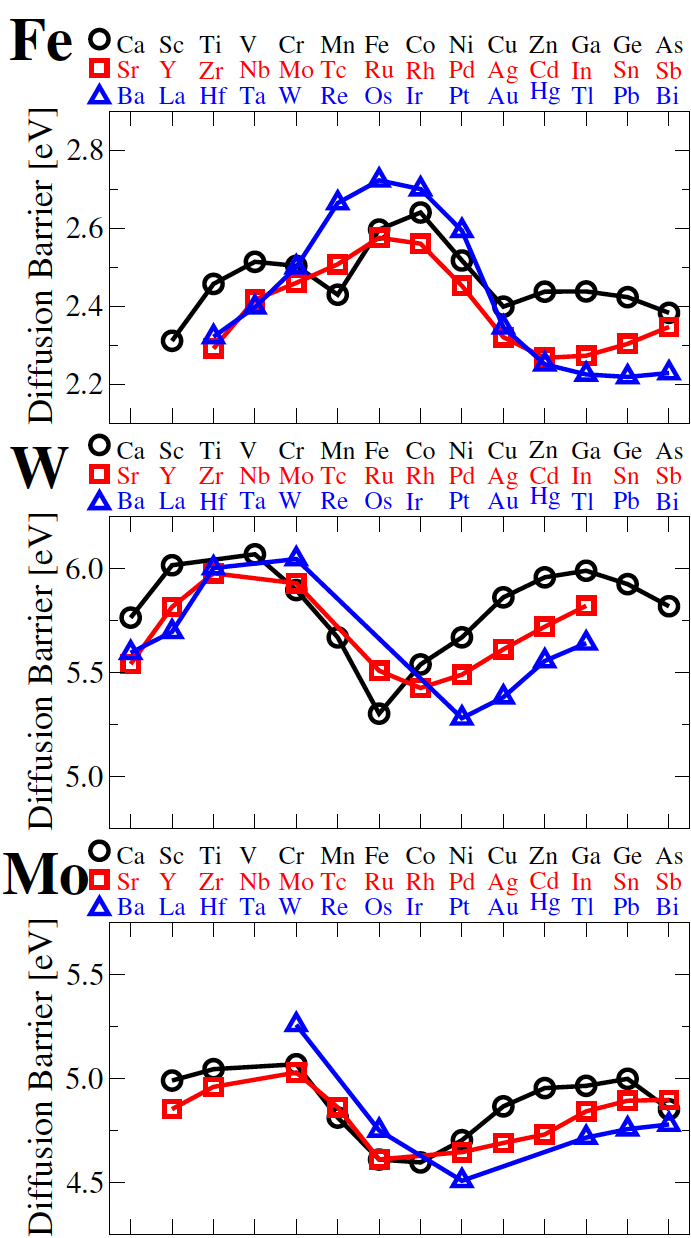 Fe
Ca Sc Ti V Cr Mn Fe Co Ni Cu Zn Ga Ge As
Sr Y Zr Nb Mo Tc Ru Rh Pd Ag Cd In Sn Sb
Ba La Hf Ta W Re Os Ir Pt Au Hg Tl Pb Bi
Diffusion Barrier [eV]
2.8
2.6
2.4
2.2
W
Ca Sc Ti V Cr Mn Fe Co Ni Cu Zn Ga Ge As
Sr Y Zr Nb Mo Tc Ru Rh Pd Ag Cd In Sn Sb
Ba La Hf Ta W Re Os Ir Pt Au Hg Tl Pb Bi
Diffusion Barrier [eV]
6.0
5.5
5.0
Mo
Ca Sc Ti V Cr Mn Fe Co Ni Cu Zn Ga Ge As
Sr Y Zr Nb Mo Tc Ru Rh Pd Ag Cd In Sn Sb
Ba La Hf Ta W Re Os Ir Pt Au Hg Tl Pb Bi
Diffusion Barrier [eV]
5.5
5.0
4.5